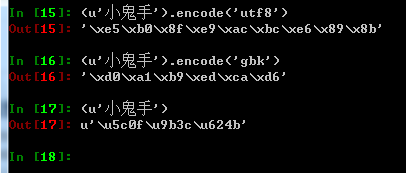 In [15]: (u'小鬼手').encode('utf8')
Out[15]: '\xe5\xb0\x8f\xe9\xac\xbc\xe6\x89\x8b'
In [16]: (u'小鬼手').encode('gbk')
Out[16]: '\xd0\xa1\xb9\xed\xca\xd6'
In [17]: (u'小鬼手')
Out[17]: u'\u5c0f\u9b3c\u624b'
In [18]: